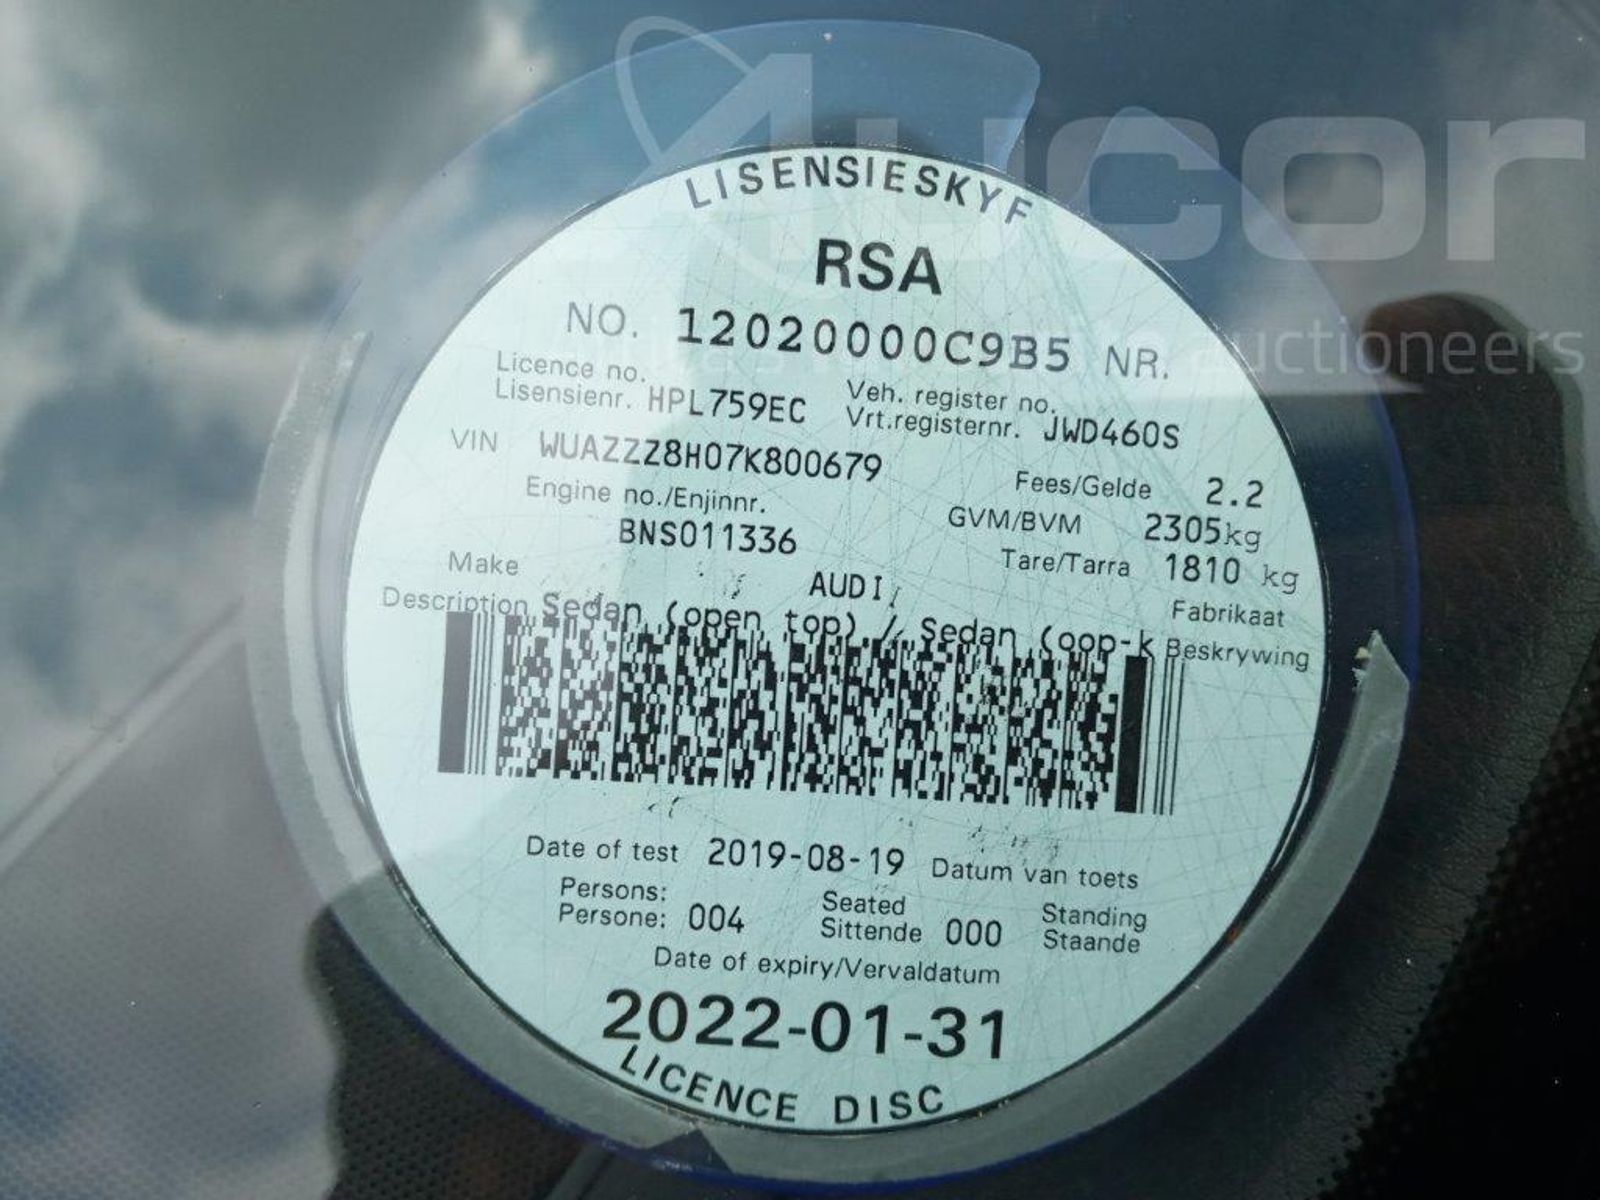 Aucor
auctioneers
LISENSIESKYF
RSA
NO. 12020000C9B5 NR.
Licence no.
Lisensienr. HPL759EC
Veh. register no.
Vrt.registernr. JWD460S
VIN WUAZZZ8H07K800679
Fees/Gelde 2.2
Engine no./Enjinnr.
BNS011336
GVM/BVM 2305kg
Tare/Tarra 1810 kg
Make AUDI Fabrikaat
Description Sedan (open top) / Sedan (oop-k Beskrywing
Date of test 2019-08-19 Datum van toets
Persons: Seated Standing
Persone: 004 Sittende 000 Staande
Date of expiry/Vervaldatum
2022-01-31
LICENCE DISC